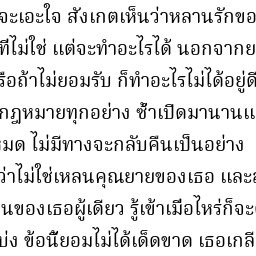 จะเอะใจ สังเกตเห็นว่าหลานรักขอ
ที่ไม่ใช่ แต่จะทำอะไรได้ นอกจากย
รือถ้าไม่ยอมรับ ก็ทำอะไรไม่ได้อยู่ดี
กฎหมายทุกอย่าง ซ้ำเปิดมานานแ
หมด ไม่มีทางจะกลับคืนเป็นอย่าง
ว่าไม่ใช่เหลนคุณยายของเธอ และ
นของเธอผู้เดียว รู้เข้าเมื่อไหร่ก็จะ
บ่ง ข้อนี้ยอมไม่ได้เด็ดขาด เธอเกลี